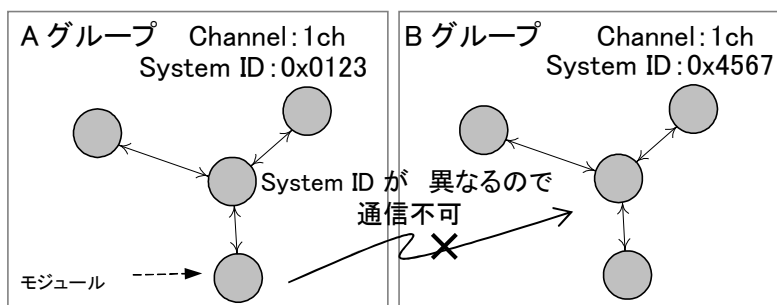 A グループ Channel:1ch
System ID:0x0123
B グループ Channel:1ch
System ID:0x4567
System ID が 異なるので
通信不可
モジュール